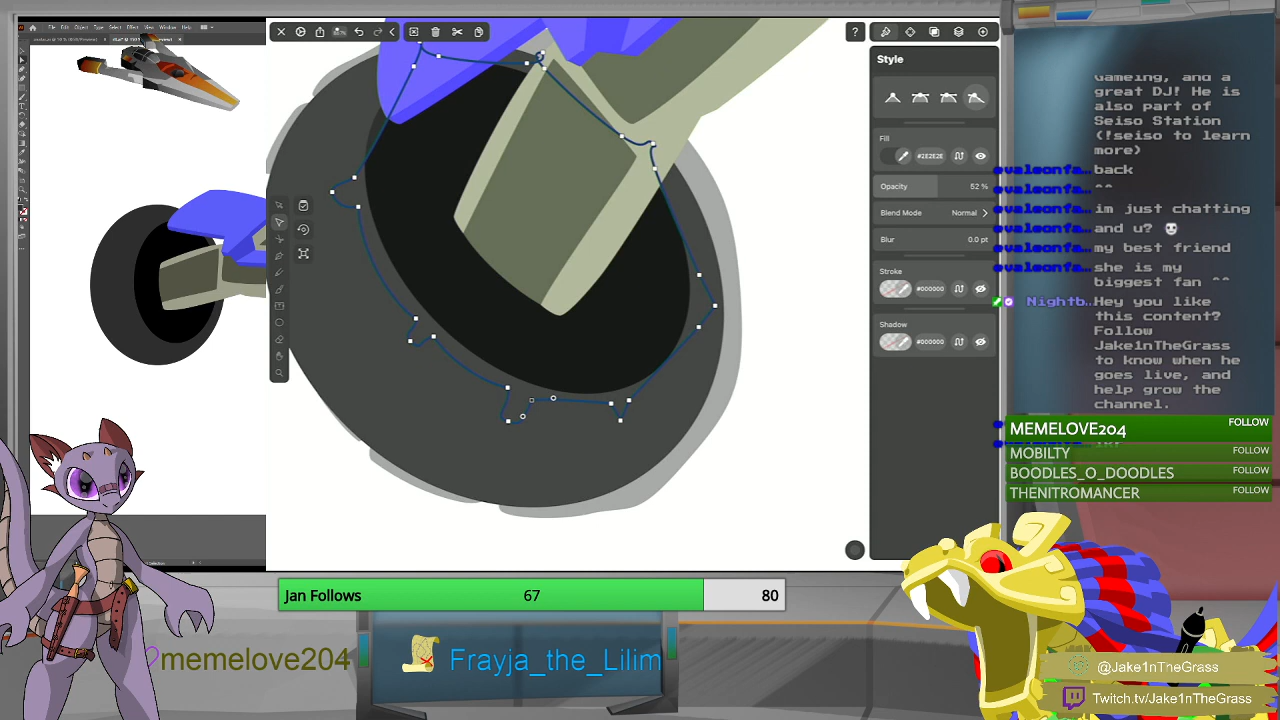 Style
Fill
#2E2E2E
Opacity
52 %
Blend Mode
Normal
Blur
0.0 pt
Stroke
#000000
Shadow
#000000
?
gameing, and a
great DJ! He is
also part of
Seiso Station
(!seiso to learn
more)
back
^^
im just chatting
and u? 💀
my best friend
she is my
biggest fan ^^
Nightb..
Hey you like
this content?
Follow
Jake1nTheGrass
to know when he
goes live, and
help grow the
channel.
MEMELOVE204
FOLLOW
MOBILTY
FOLLOW
BOODLES_O_DOODLES
FOLLOW
THENITROMANCER
FOLLOW
Jan Follows
67
80
memelove204
Frayja_the_Lilim
@Jake1nTheGrass
Twitch.tv/Jake1nTheGrass